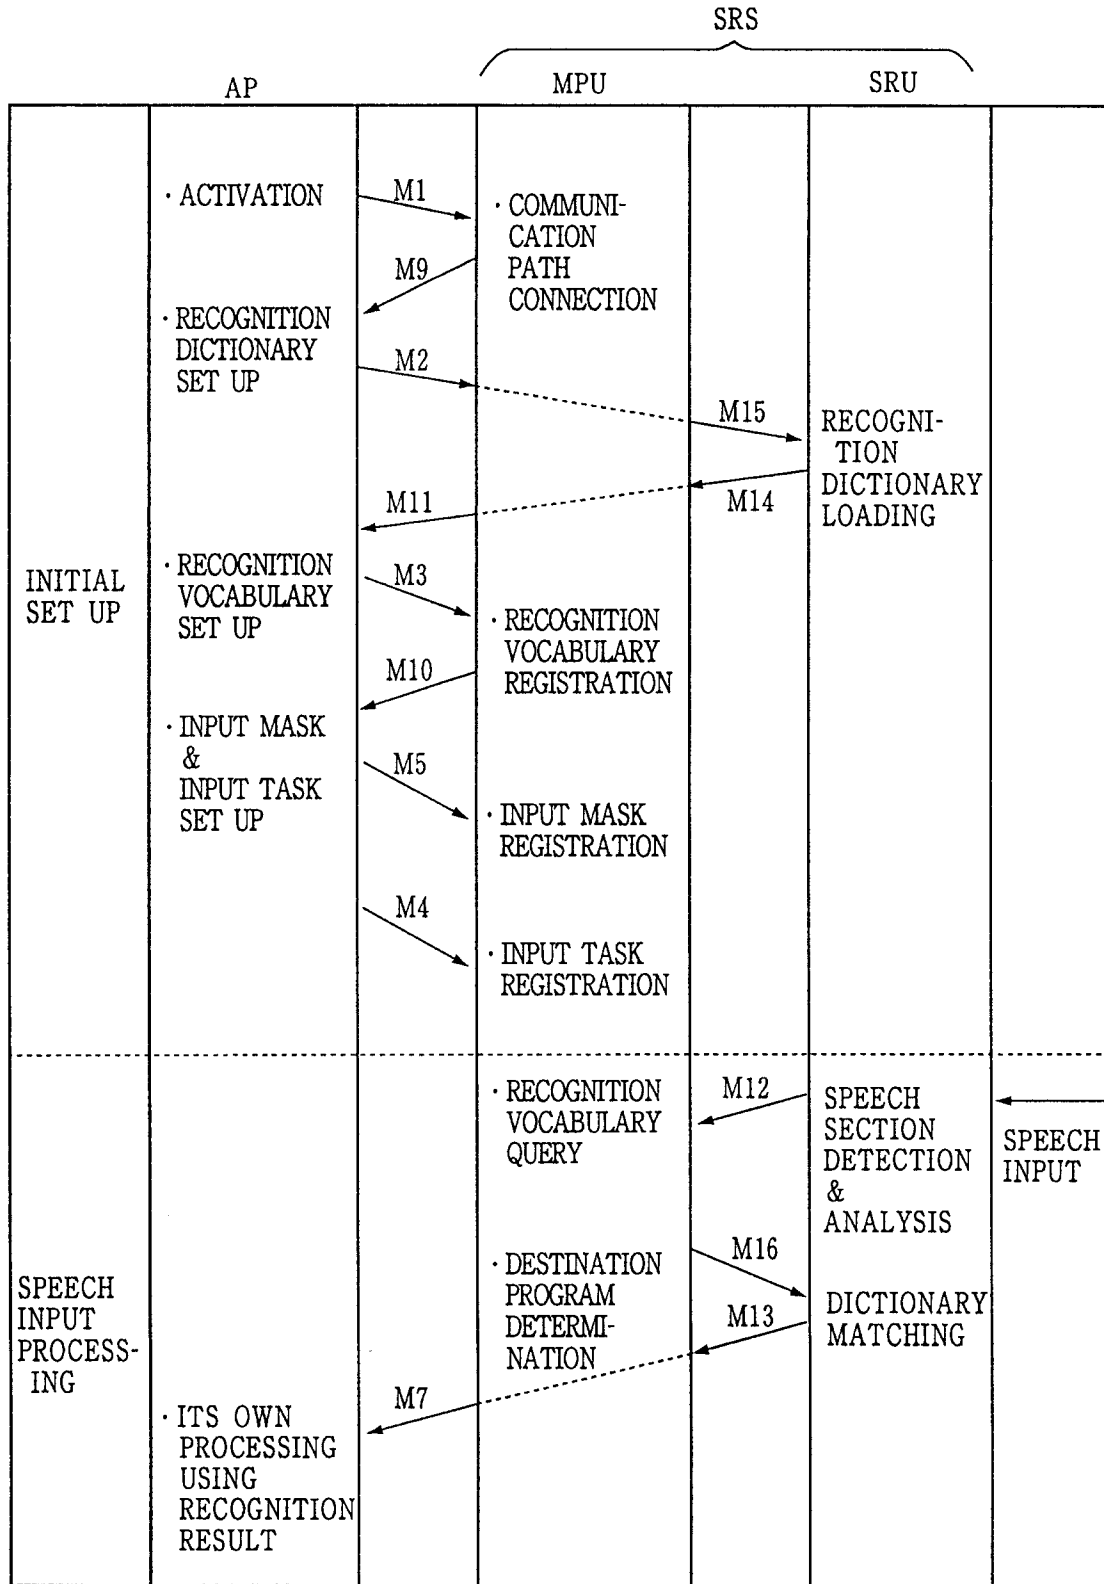 SRS
AP
MPU
SRU
· ACTIVATION
M1
· COMMUNI-
CATION
PATH
CONNECTION
M9
· RECOGNITION
DICTIONARY
SET UP
M2
M15
RECOGNI-
TION
DICTIONARY
LOADING
M14
M11
INITIAL
SET UP
· RECOGNITION
VOCABULARY
SET UP
M3
· RECOGNITION
VOCABULARY
REGISTRATION
M10
· INPUT MASK
&
INPUT TASK
SET UP
M5
· INPUT MASK
REGISTRATION
M4
· INPUT TASK
REGISTRATION
· RECOGNITION
VOCABULARY
QUERY
M12
SPEECH
SECTION
DETECTION
&
ANALYSIS
SPEECH
INPUT
M16
· DESTINATION
PROGRAM
DETERMI-
NATION
SPEECH
INPUT
PROCESS-
ING
M13
DICTIONARY
MATCHING
M7
· ITS OWN
PROCESSING
USING
RECOGNITION
RESULT